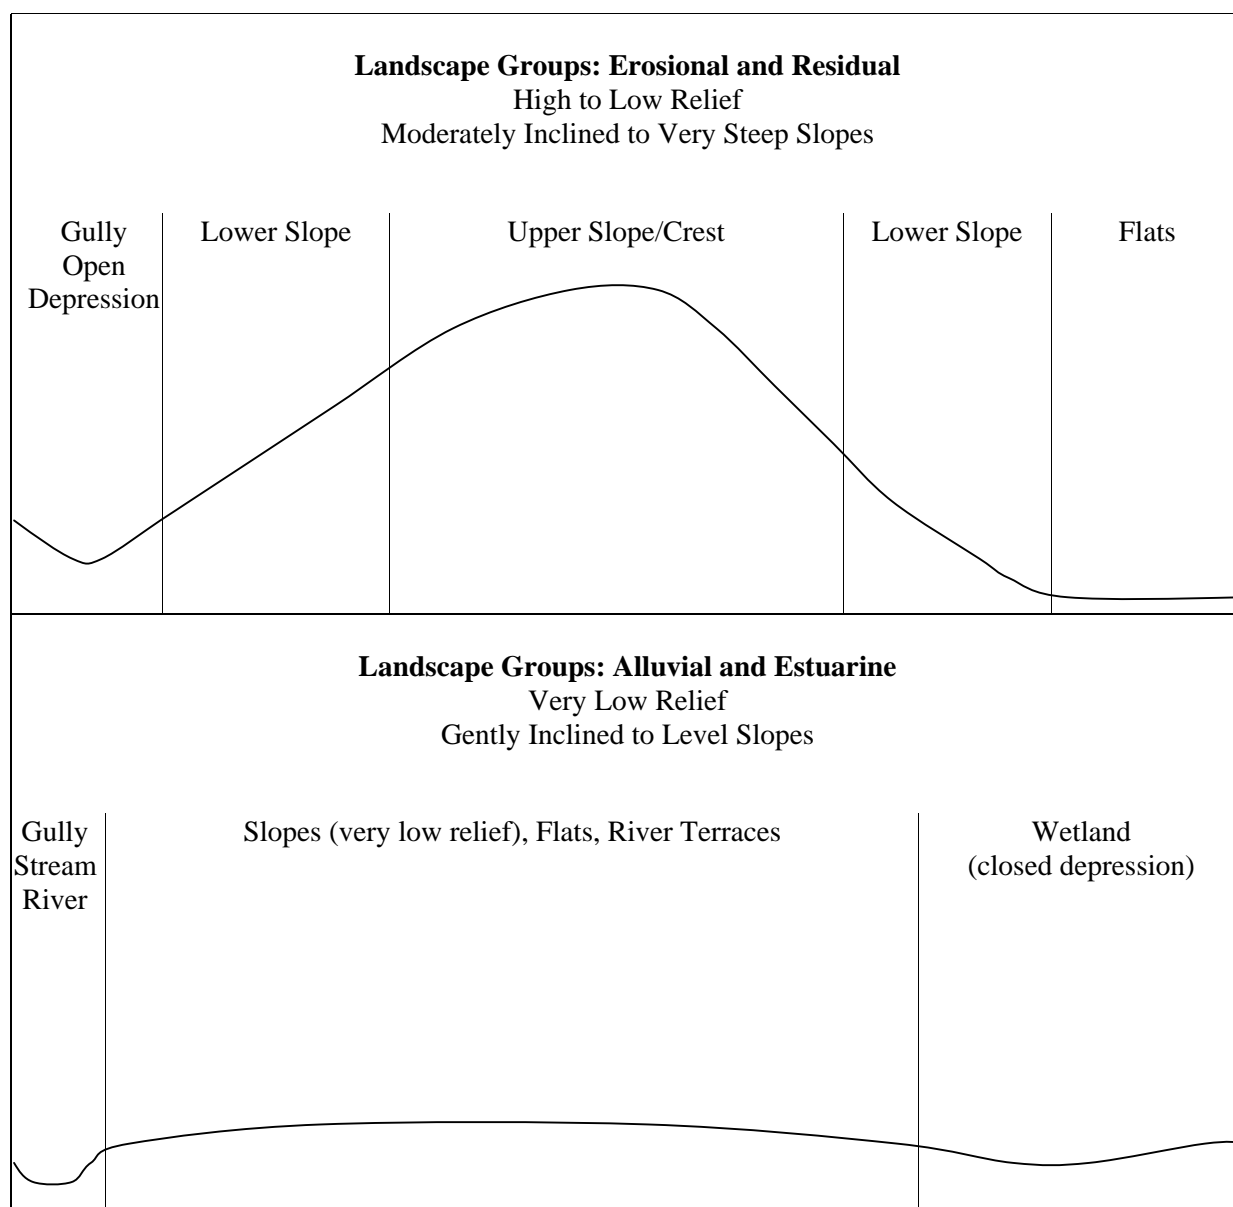 Landscape Groups: Erosional and Residual
High to Low Relief
Moderately Inclined to Very Steep Slopes
Gully
Open
Depression
Lower Slope
Upper Slope/Crest
Lower Slope
Flats
Landscape Groups: Alluvial and Estuarine
Very Low Relief
Gently Inclined to Level Slopes
Gully
Stream
River
Slopes (very low relief), Flats, River Terraces
Wetland
(closed depression)